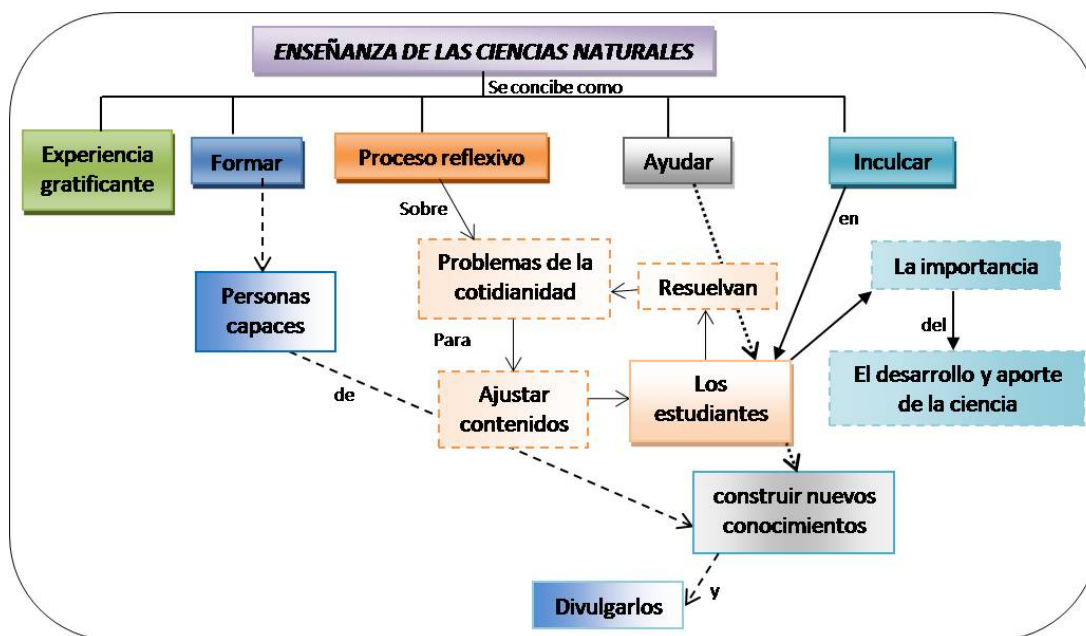 ENSEÑANZA DE LAS CIENCIAS NATURALES
Se concibe como
Experiencia
gratificante
Formar
Proceso reflexivo
Ayudar
Inculcar
Sobre
en
Problemas de la
cotidianidad
Resuelvan
La importancia
Personas
capaces
Para
del
de
Ajustar
contenidos
Los
estudiantes
El desarrollo y aporte
de la ciencia
construir nuevos
conocimientos
y
Divulgarlos